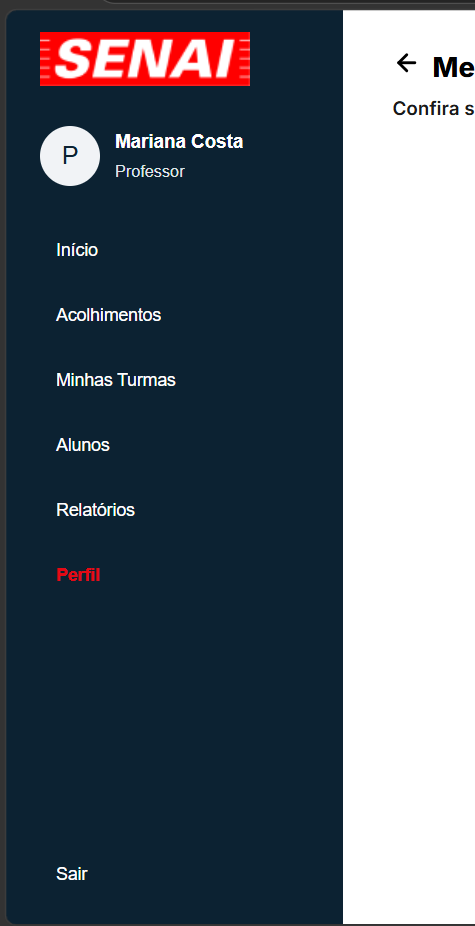 SENAI
P
Mariana Costa
Professor
Início
Acolhimentos
Minhas Turmas
Alunos
Relatórios
Perfil
Sair
Me
Confira s